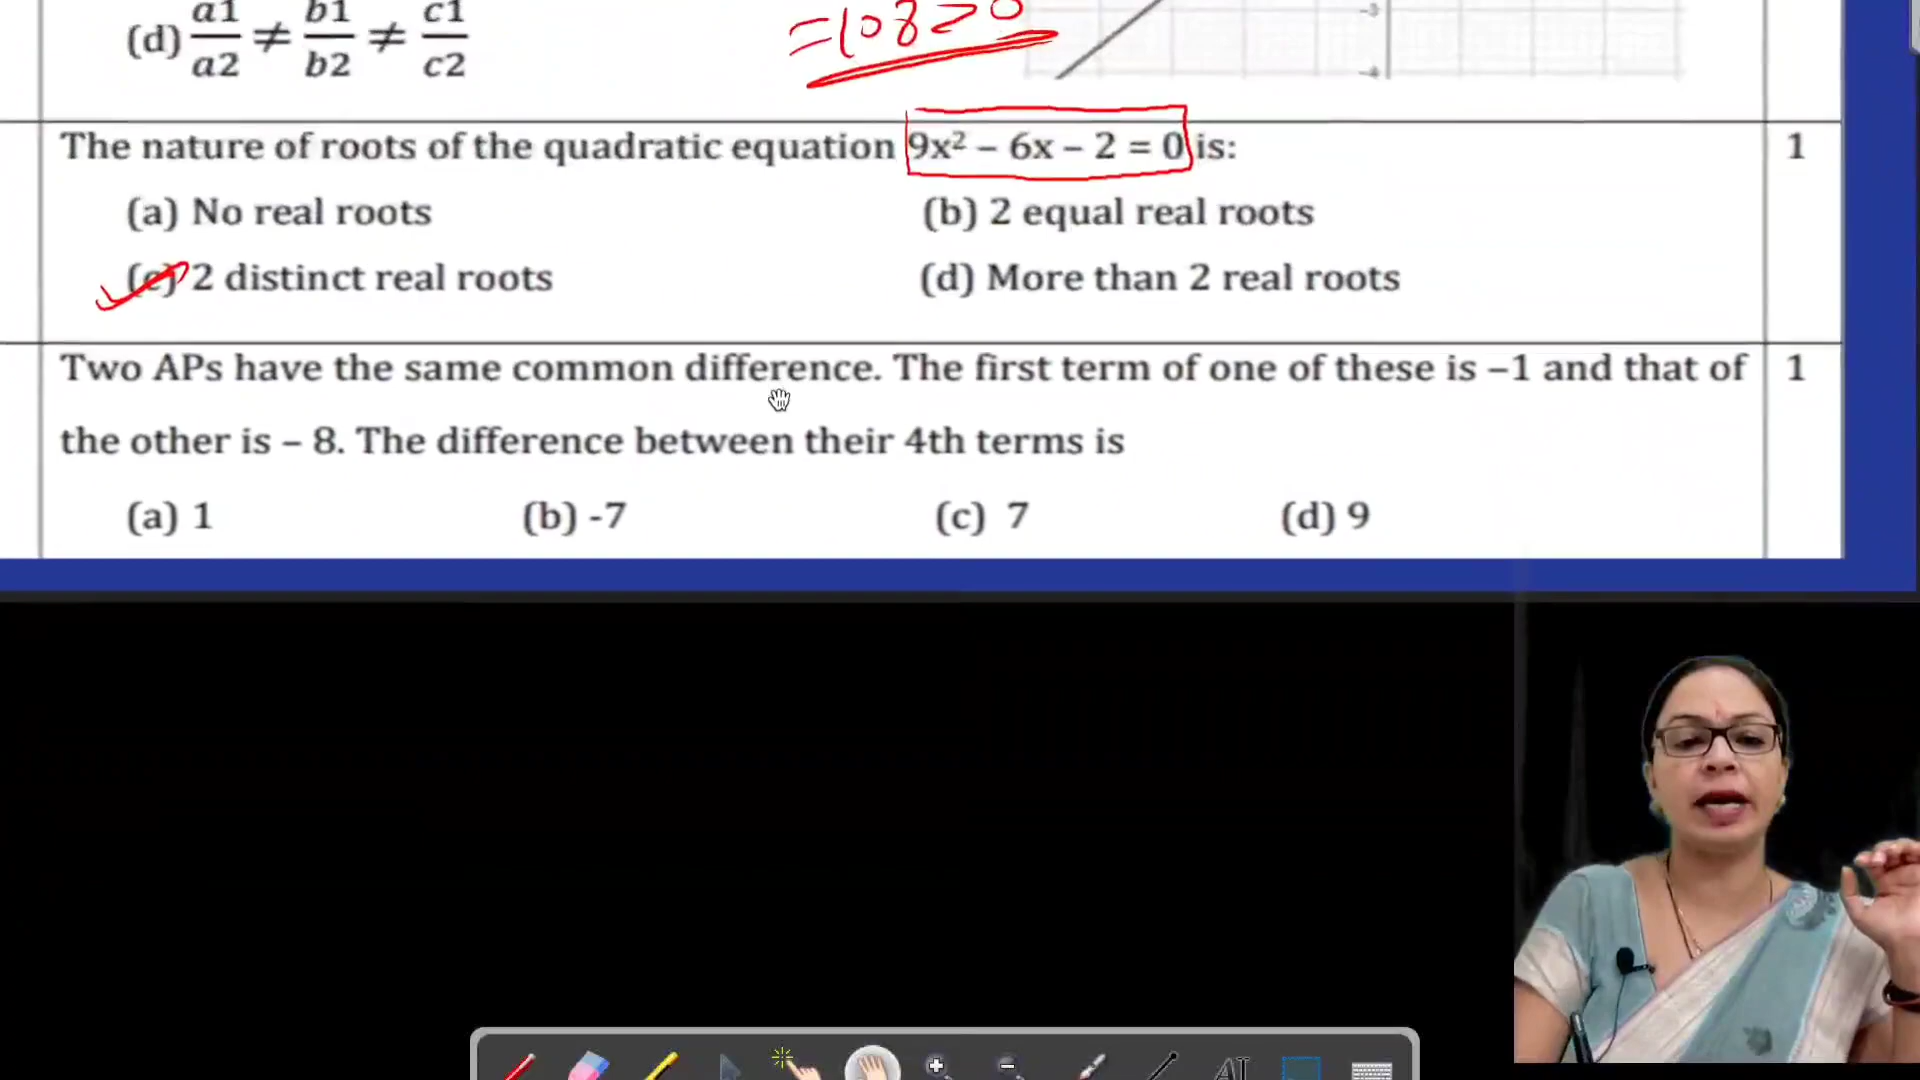 (d) a1/a2 ≠ b1/b2 ≠ c1/c2
=108>0
-3
The nature of roots of the quadratic equation 9x² – 6x – 2 = 0 is: 1
(a) No real roots (b) 2 equal real roots
(c) 2 distinct real roots (d) More than 2 real roots
Two APs have the same common difference. The first term of one of these is –1 and that of 1
the other is – 8. The difference between their 4th terms is
(a) 1 (b) -7 (c) 7 (d) 9
AI